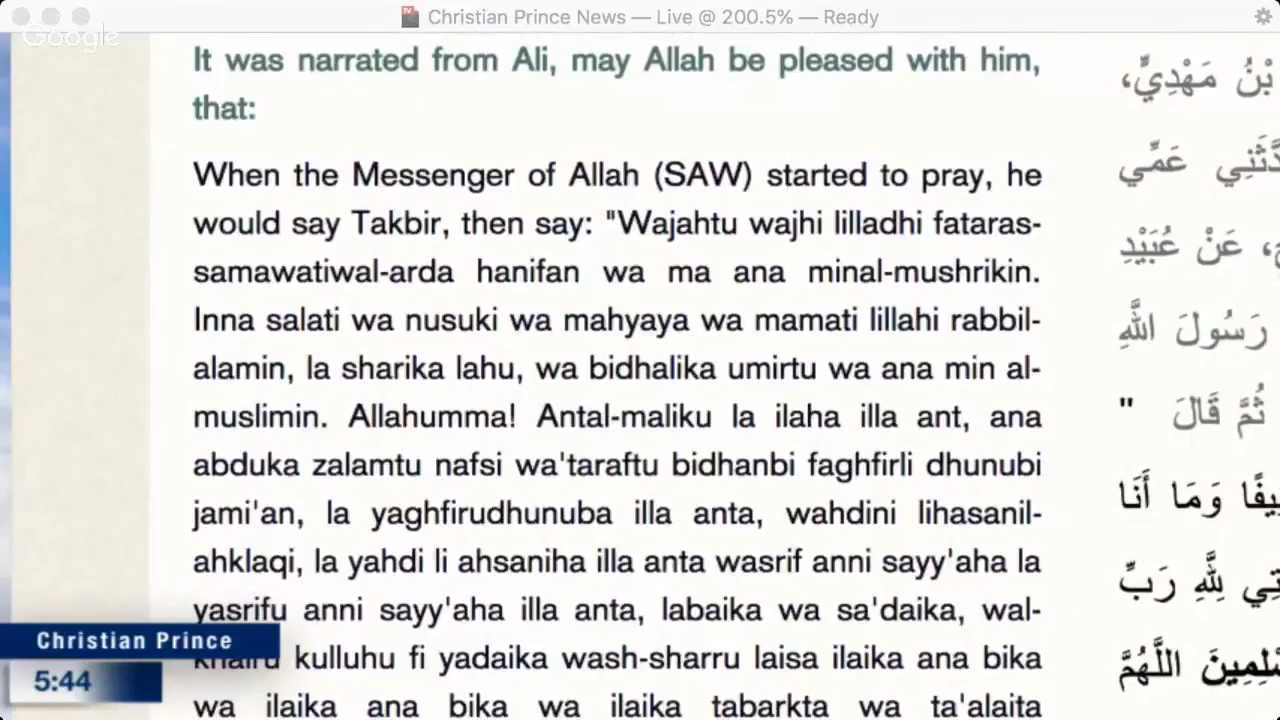 Christian Prince News — Live @ 200.5% — Ready
Google
It was narrated from Ali, may Allah be pleased with him,
that:
When the Messenger of Allah (SAW) started to pray, he
would say Takbir, then say: "Wajahtu wajhi lilladhi fataras-
samawatiwal-arda hanifan wa ma ana minal-mushrikin.
Inna salati wa nusuki wa mahyaya wa mamati lillahi rabbil-
alamin, la sharika lahu, wa bidhalika umirtu wa ana min al-
muslimin. Allahumma! Antal-maliku la ilaha illa ant, ana
abduka zalamtu nafsi wa'taraftu bidhanbi faghfirli dhunubi
jami'an, la yaghfirudhunuba illa anta, wahdini lihasanil-
ahklaqi, la yahdi li ahsaniha illa anta wasrif anni sayy'aha la
yasrifu anni sayy'aha illa anta, labaika wa sa'daika, wal-
khairu kulluhu fi yadaika wash-sharru laisa ilaika ana bika
wa ilaika ana bika wa ilaika tabarkta wa ta'alaita
بْنُ مَهْدِيٍّ،
عَمِّي
عَنْ عُبَيْدِ
رَسُولَ اللَّهِ
ثُمَّ قَالَ "
وَمَا أَنَا
لِلَّهِ رَبِّ
اللَّهُمَّ
Christian Prince
5:44